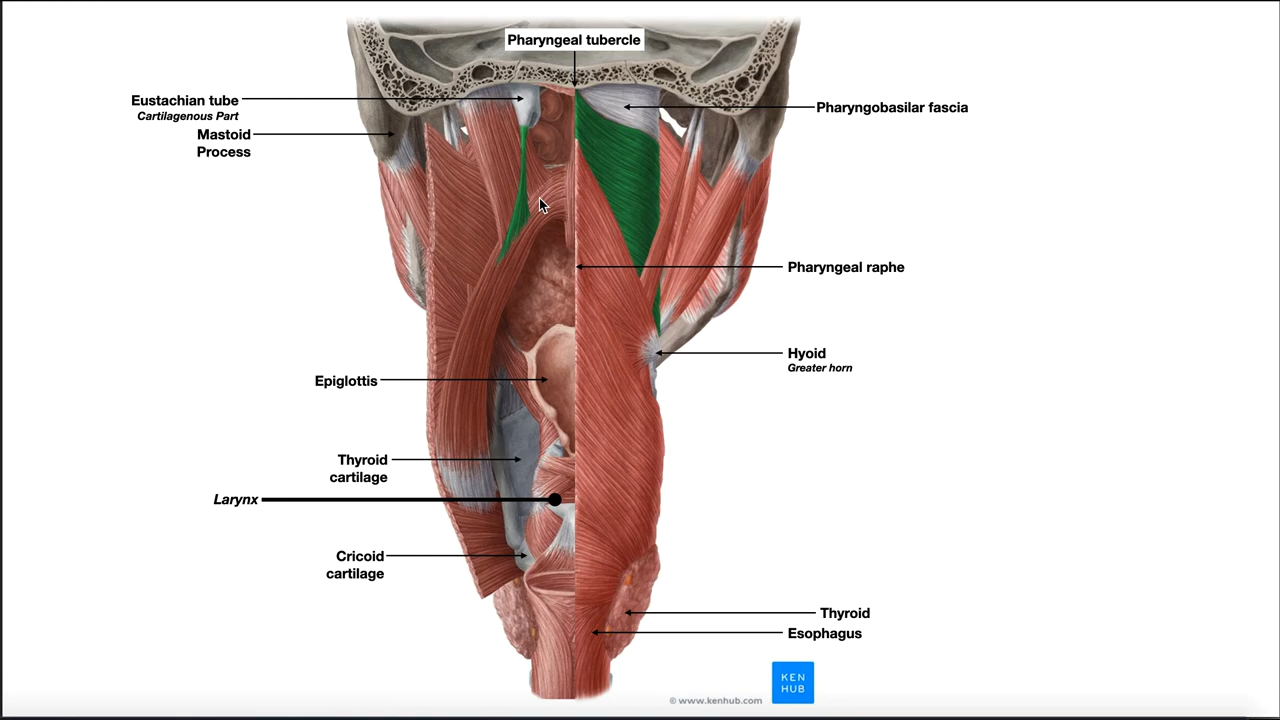 Pharyngeal tubercle
Eustachian tube
Cartilagenous Part
Mastoid
Process
Pharyngobasilar fascia
Pharyngeal raphe
Hyoid
Greater horn
Epiglottis
Thyroid
cartilage
Larynx
Cricoid
cartilage
Thyroid
Esophagus
KEN
HUB
© www.kenhub.com